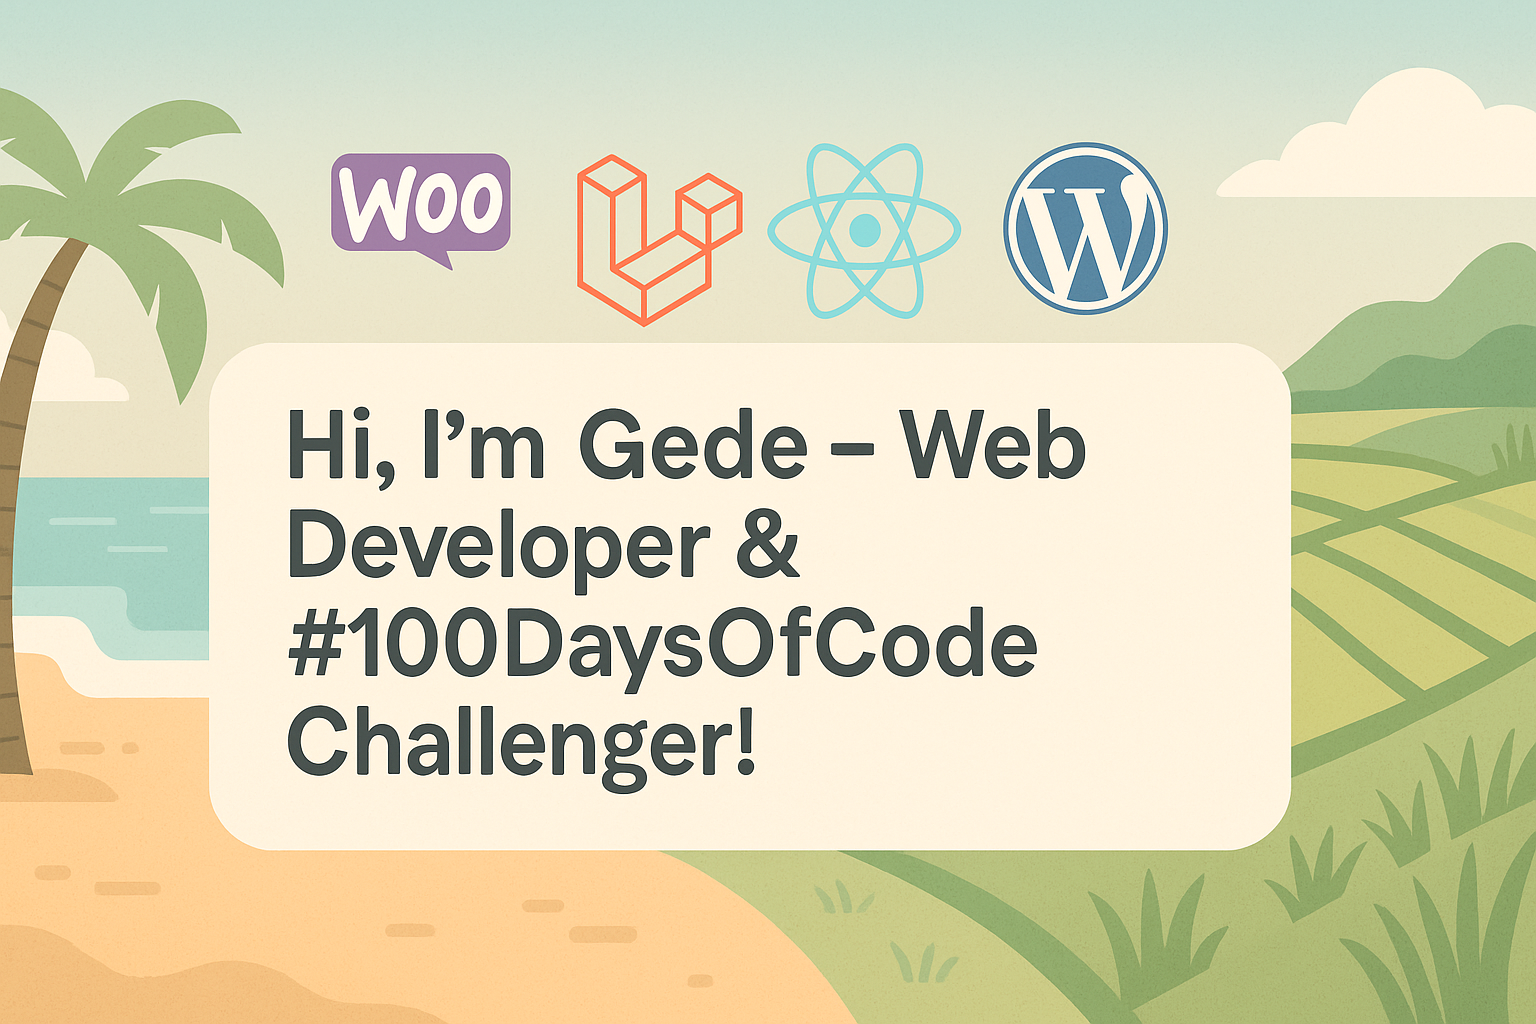 WOO
W
Hi, I’m Gede – Web
Developer &
#100DaysOfCode
Challenger!